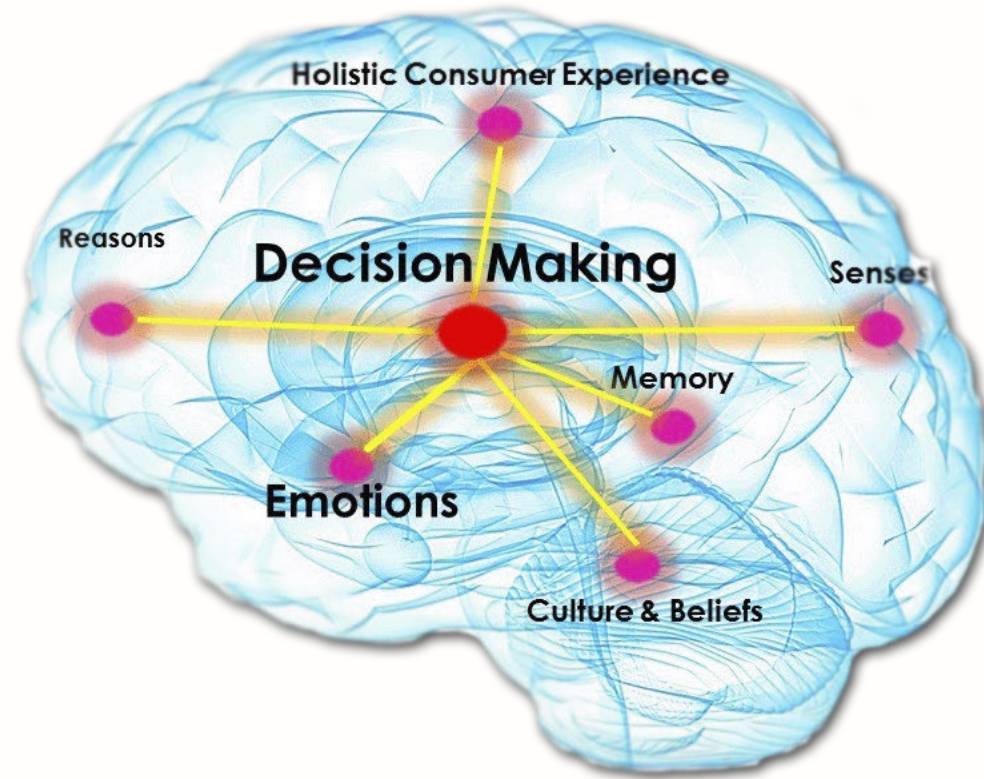 Holistic Consumer Experience
Reasons
Decision Making
Senses
Memory
Emotions
Culture & Beliefs